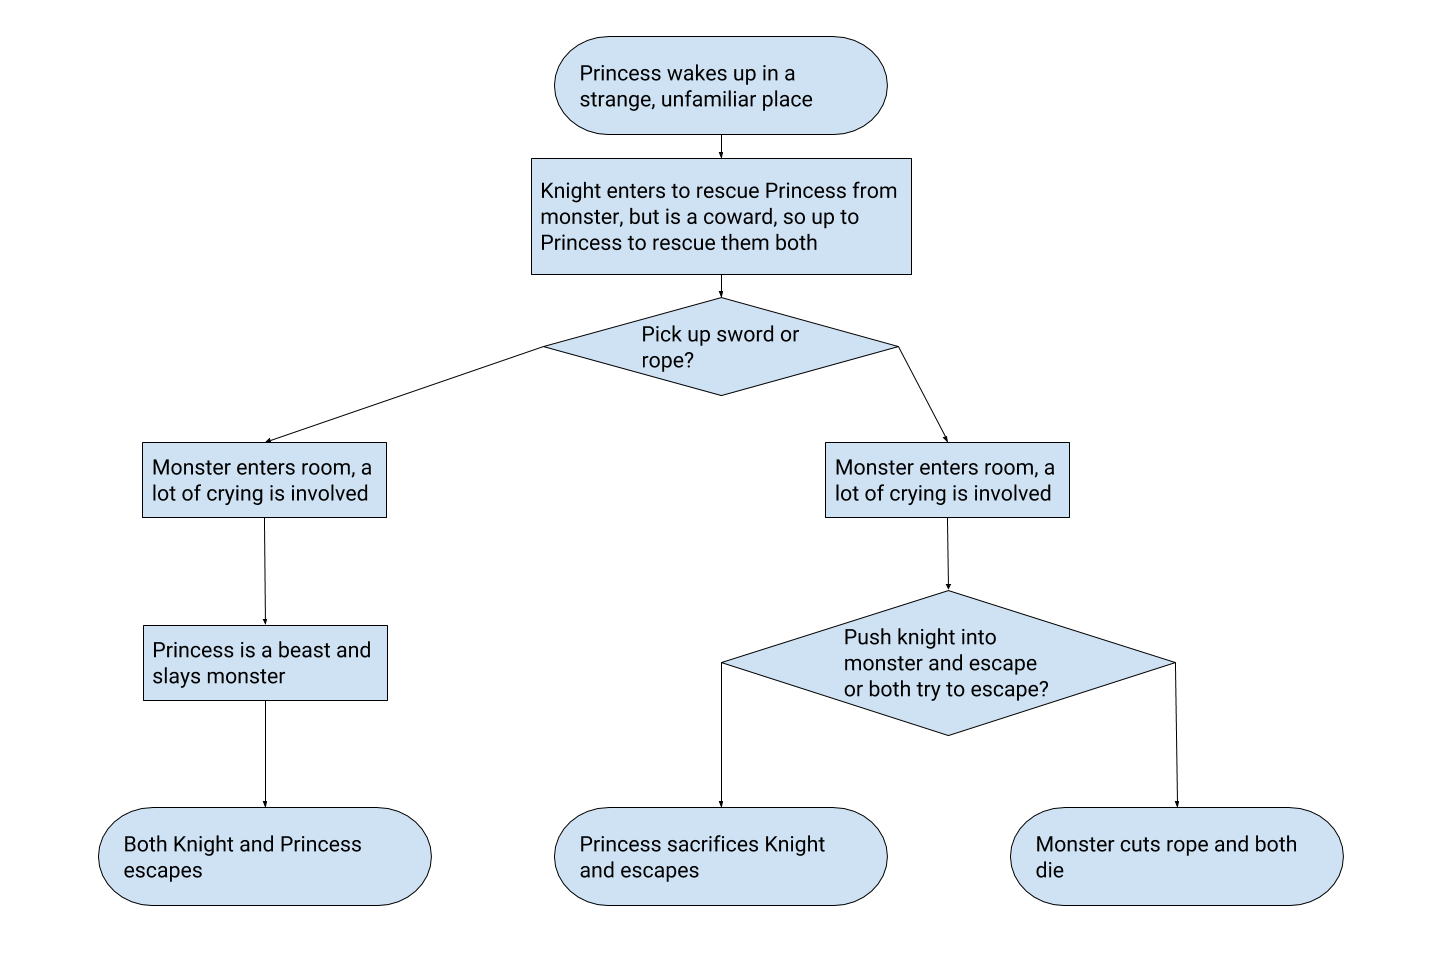 Princess wakes up in a
strange, unfamiliar place
Knight enters to rescue Princess from
monster, but is a coward, so up to
Princess to rescue them both
Pick up sword or
rope?
Monster enters room, a
lot of crying is involved
Monster enters room, a
lot of crying is involved
Princess is a beast and
slays monster
Push knight into
monster and escape
or both try to escape?
Both Knight and Princess
escapes
Princess sacrifices Knight
and escapes
Monster cuts rope and both
die